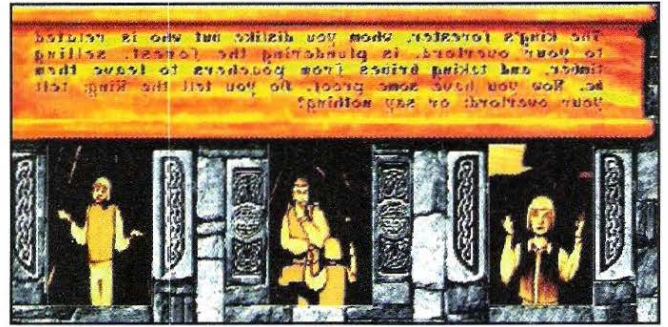 The King's forester, whom you dislike but who is related
to your overlord, is plundering the forest, selling
timber, and taking bribes from poachers to leave them
be. Now you have some proof. Do you tell the King; tell
your overlord; or say nothing?